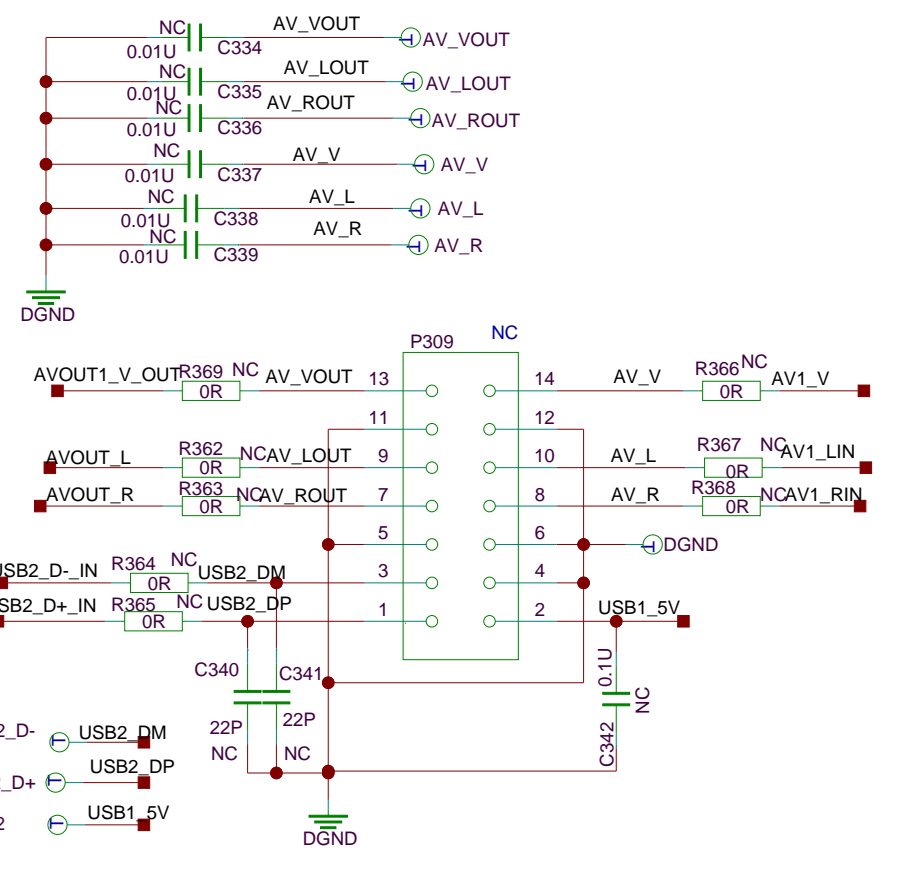 NC AV_VOUT
0.01U C334 AV_VOUT
NC AV_LOUT
0.01U C335 AV_LOUT
NC AV_ROUT
0.01U C336 AV_ROUT
NC AV_V
0.01U C337 AV_V
NC AV_L
0.01U C338 AV_L
NC AV_R
0.01U C339 AV_R
DGND
P309 NC
AVOUT1_V_OUT R369 NC AV_VOUT 13 14 AV_V R366 NC AV1_V
0R 0R
11 12
AVOUT_L R362 NC AV_LOUT 9 10 AV_L R367 NC AV1_LIN
0R 0R
AVOUT_R R363 NC AV_ROUT 7 8 AV_R R368 NC AV1_RIN
0R 0R
5 6 DGND
USB2_D-_IN R364 NC USB2_DM 3 4
0R
SB2_D+_IN R365 NC USB2_DP 1 2 USB1_5V
0R
C340 C341 0.1U
22P 22P NC
NC NC C342
2_D- USB2_DM
_D+ USB2_DP
2 USB1_5V
DGND